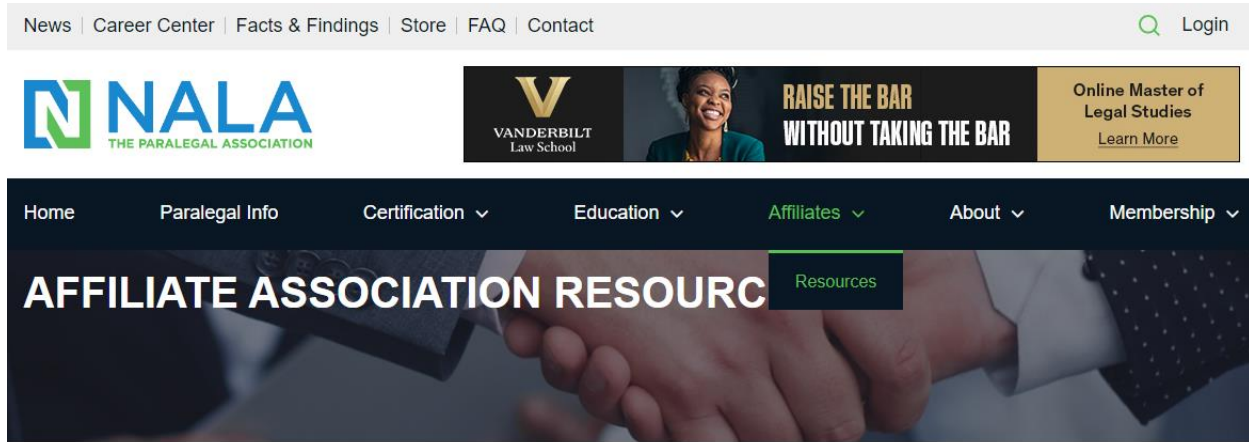 News | Career Center | Facts & Findings | Store | FAQ | Contact
Login
NALA
THE PARALEGAL ASSOCIATION
V
VANDERBILT
Law School
RAISE THE BAR
WITHOUT TAKING THE BAR
Online Master of
Legal Studies
Learn More
Home Paralegal Info Certification Education Affiliates About Membership
Resources
AFFILIATE ASSOCIATION RESOURC